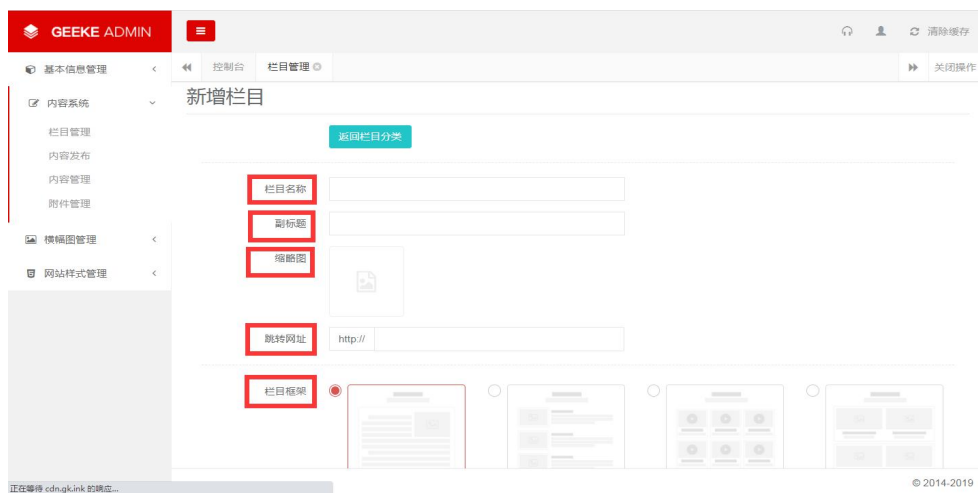 GEEKE ADMIN
清除缓存
基本信息管理
控制台
栏目管理
关闭操作
内容系统
新增栏目
栏目管理
返回栏目分类
内容发布
内容管理
栏目名称
附件管理
副标题
横幅图管理
缩略图
网站样式管理
跳转网址
http://
栏目框架
正在等待 cdn.gk.ink 的响应...
© 2014-2019